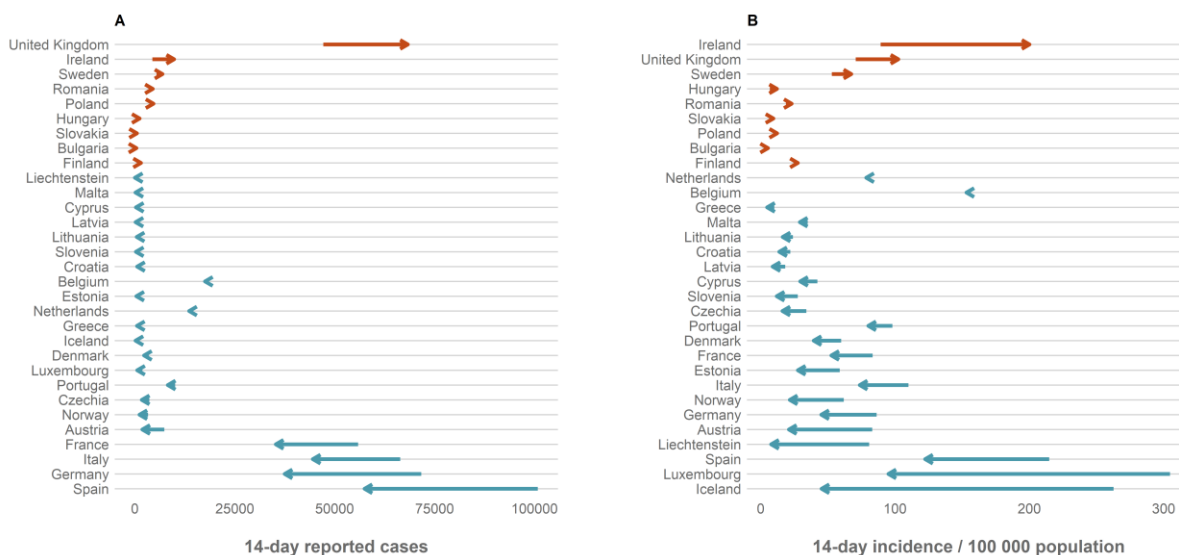 A
United Kingdom
Ireland
Sweden
Romania
Poland
Hungary
Slovakia
Bulgaria
Finland
Liechtenstein
Malta
Cyprus
Latvia
Lithuania
Slovenia
Croatia
Belgium
Estonia
Netherlands
Greece
Iceland
Denmark
Luxembourg
Portugal
Czechia
Norway
Austria
France
Italy
Germany
Spain
0 25000 50000 75000 100000
14-day reported cases
B
Ireland
United Kingdom
Sweden
Hungary
Romania
Slovakia
Poland
Bulgaria
Finland
Netherlands
Belgium
Greece
Malta
Lithuania
Croatia
Latvia
Cyprus
Slovenia
Czechia
Portugal
Denmark
France
Estonia
Italy
Norway
Germany
Austria
Liechtenstein
Spain
Luxembourg
Iceland
0 100 200 300
14-day incidence / 100 000 population